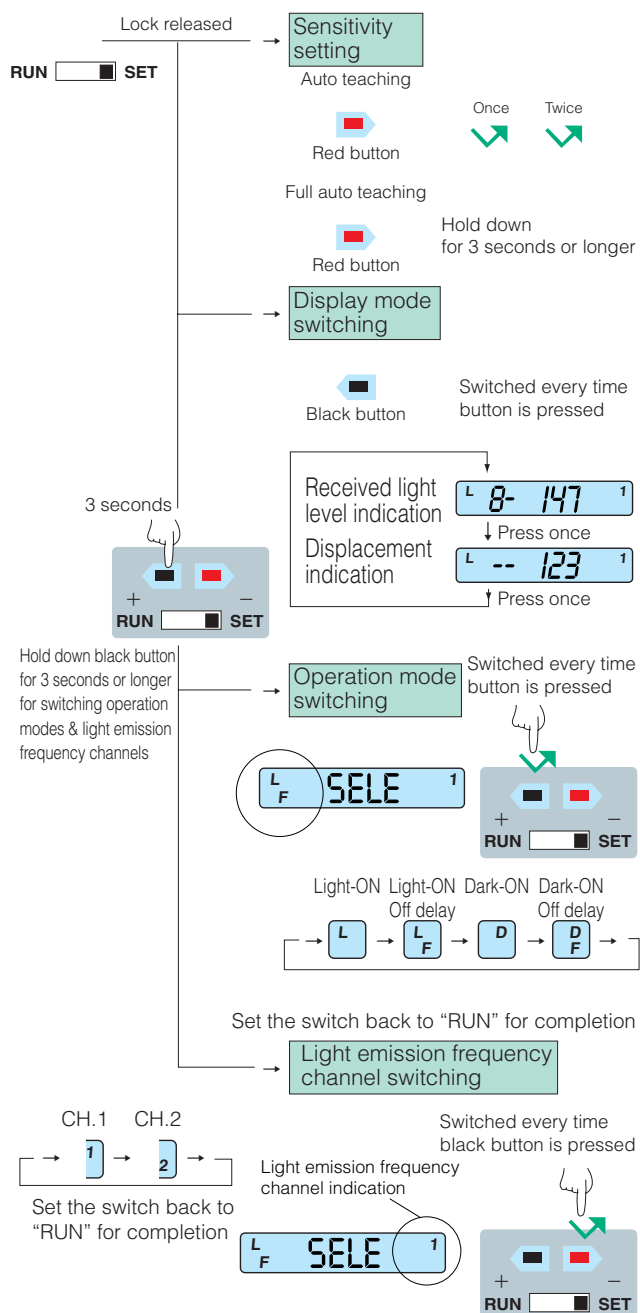 Lock released
RUN SET
Sensitivity
setting
Auto teaching
Once Twice
Red button
Full auto teaching
Hold down
for 3 seconds or longer
Red button
Display mode
switching
Switched every time
button is pressed
Black button
3 seconds
+ −
RUN SET
Received light
level indication
L 8- 147 1
Press once
Displacement
indication
L -- 123 1
Press once
Hold down black button
for 3 seconds or longer
for switching operation
modes & light emission
frequency channels
Operation mode
switching
Switched every time
button is pressed
L F SELE 1
+ −
RUN SET
Light-ON Light-ON Dark-ON Dark-ON
Off delay Off delay
L L F D D F
Set the switch back to “RUN” for completion
Light emission frequency
channel switching
CH.1 CH.2
1 2
Set the switch back to
“RUN” for completion
Switched every time
black button is pressed
Light emission frequency
channel indication
L F SELE 1
+ −
RUN SET